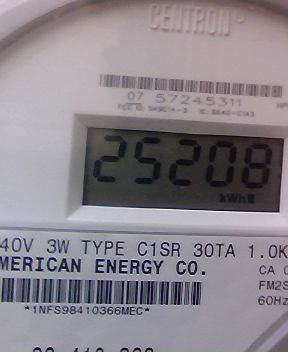 CENTRON®
07 57245311
25208
kWh
40V 3W TYPE C1SR 30TA 1.0K
MERICAN ENERGY CO.
CA 0
FM2S
60Hz
*1NFS98410366MEC*